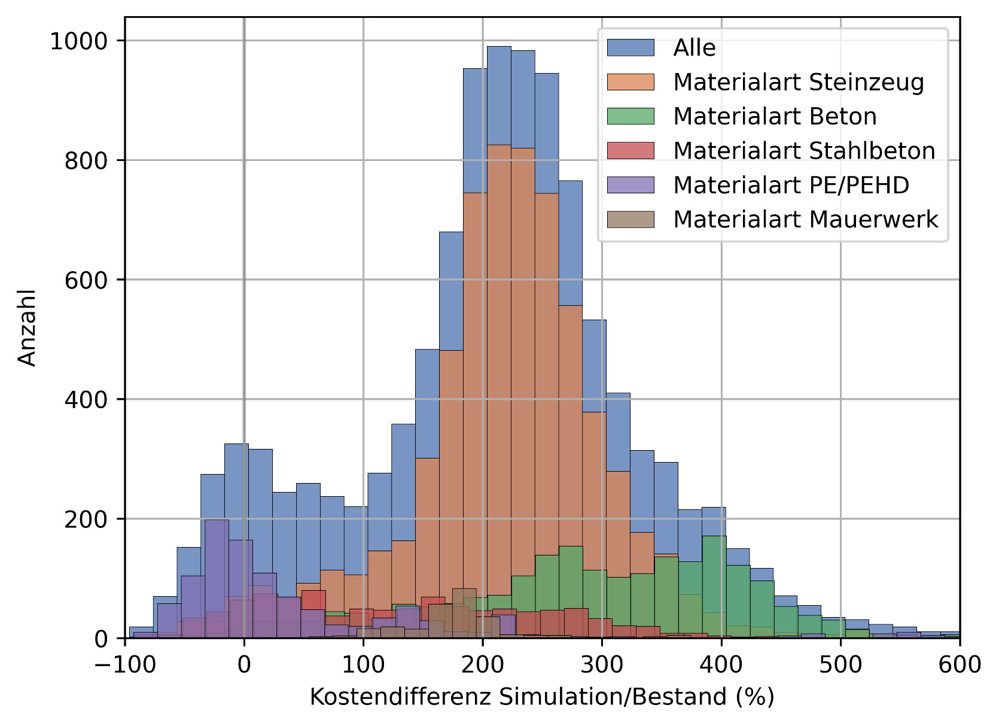 1000
800
600
400
200
0
Anzahl
Alle
Materialart Steinzeug
Materialart Beton
Materialart Stahlbeton
Materialart PE/PEHD
Materialart Mauerwerk
−100 0 100 200 300 400 500 600
Kostendifferenz Simulation/Bestand (%)